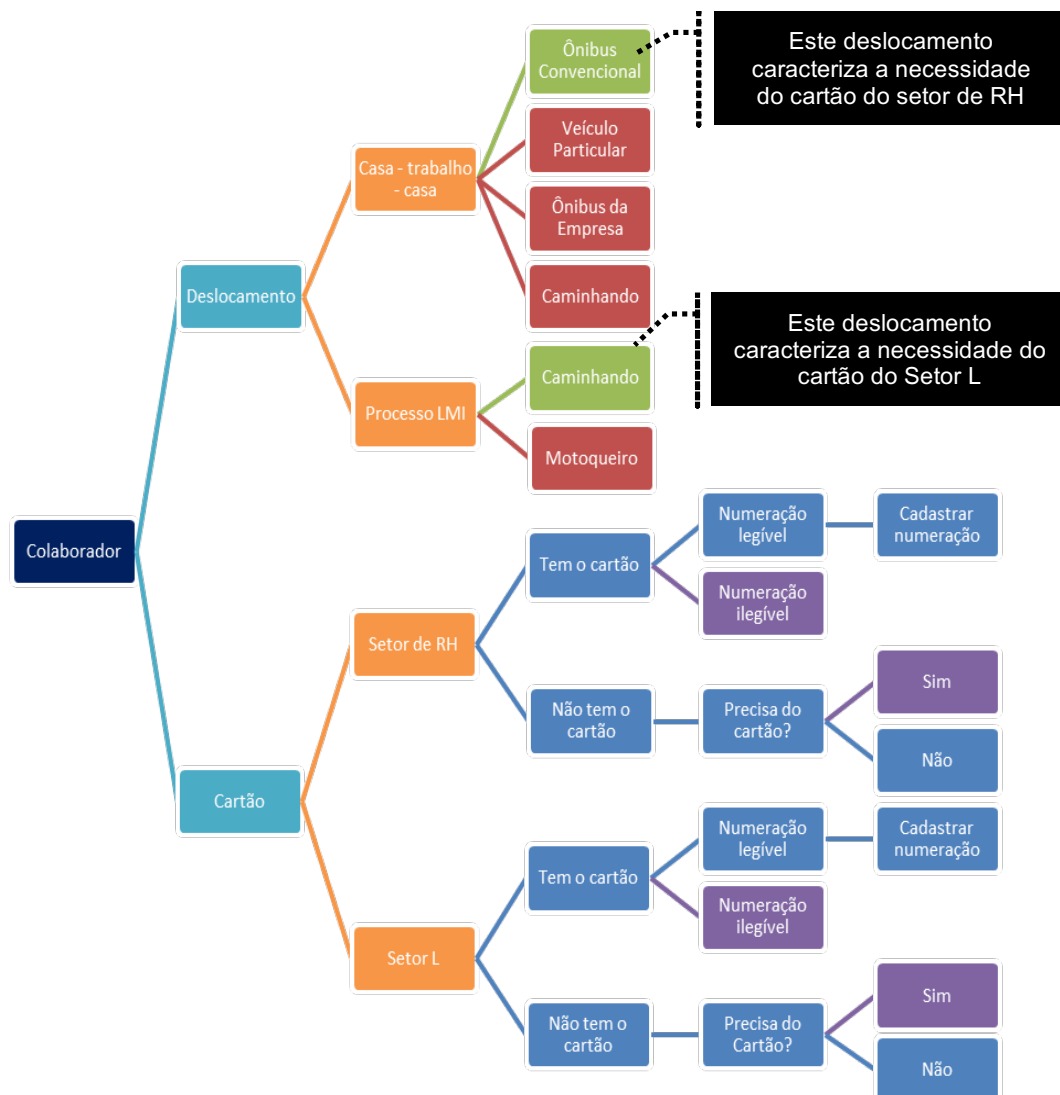 Ônibus
Convencional
Este deslocamento
caracteriza a necessidade
do cartão do setor de RH
Veículo
Particular
Casa - trabalho
- casa
Ônibus da
Empresa
Deslocamento
Caminhando
Este deslocamento
caracteriza a necessidade do
cartão do Setor L
Caminhando
Processo LMI
Motoqueiro
Colaborador
Numeração
legível
Cadastrar
numeração
Tem o cartão
Numeração
ilegível
Setor de RH
Sim
Não tem o
cartão
Precisa do
cartão?
Não
Cartão
Numeração
legível
Cadastrar
numeração
Tem o cartão
Numeração
ilegível
Setor L
Sim
Não tem o
cartão
Precisa do
Cartão?
Não